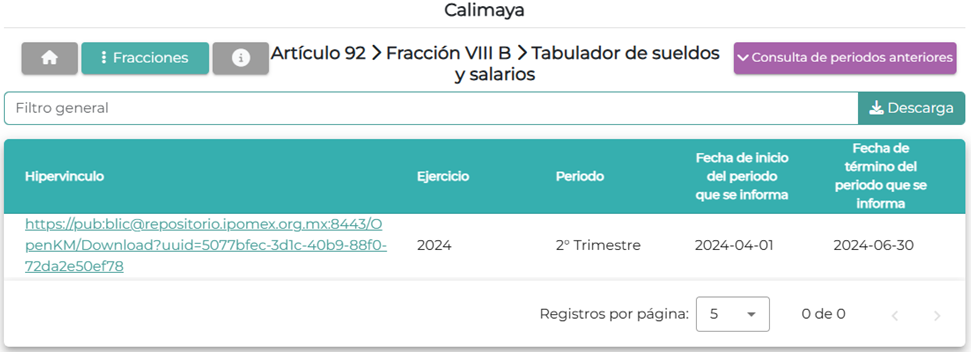 Calimaya
Fracciones
Artículo 92 > Fracción VIII B > Tabulador de sueldos
y salarios
Consulta de periodos anteriores
Filtro general
Descarga
Hipervinculo
Ejercicio
Periodo
Fecha de inicio
del periodo
que se informa
Fecha de
término del
periodo que se
informa
https://pub:blic@repositorio.ipomex.org.mx:8443/O
penKM/Download?uuid=5077bfec-3d1c-40b9-88f0-
72da2e50ef78
2024
2° Trimestre
2024-04-01
2024-06-30
Registros por página:
5
0 de 0